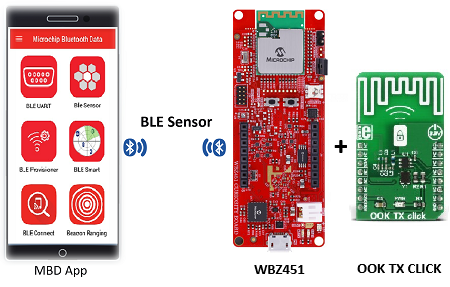 Microchip Bluetooth Data
BLE UART
BLE Sensor
BLE Provisioner
BLE Smart
BLE Connect
Beacon Ranging
MBD App
BLE Sensor
MICROCHIP
WBZ451
+
OOK TX click
OOK TX CLICK